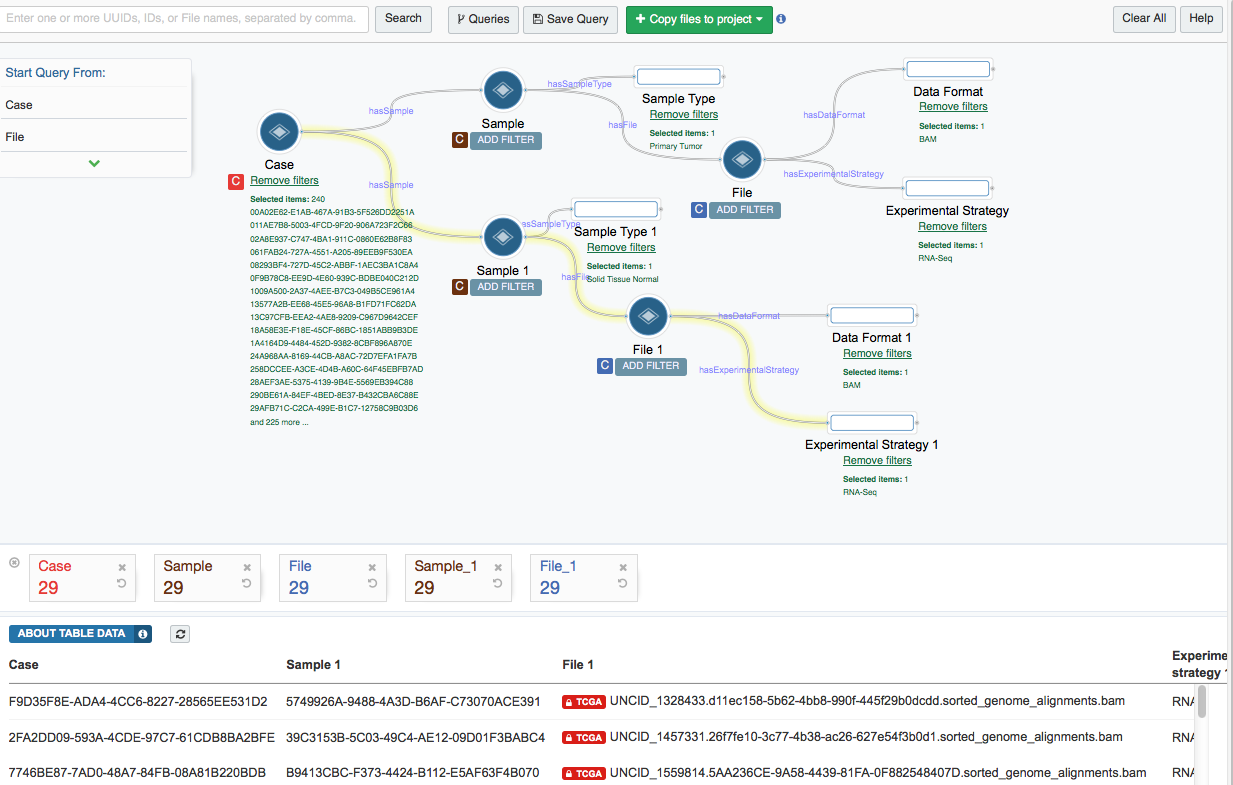 Enter one or more UUIDs, IDs, or File names, separated by comma.
Search
Queries
Save Query
Copy files to project
Clear All
Help
Start Query From:
Case
File
Case
C
Remove filters
Selected items: 240
00A02E62-E1AB-467A-91B3-5F526DD2251A
011AE7B8-5003-4FCD-9F20-906A723F2C66
02A8E937-C747-4BA1-911C-0860E62B8F83
061FAB24-727A-4551-A205-89EEB9F530EA
08293BF4-727D-45C2-ABBF-1AEC3BA1C8A4
0F9B78C8-EE9D-4E60-939C-BDBE040C212D
1009A500-2A37-4AEE-B7C3-049B5CE961A4
13577A2B-EE68-45E5-96A8-B1FD71FC62DA
13C97CFB-EEA2-4AE8-9209-C967D9642CEF
18A58E3E-F18E-45CF-86BC-1851ABB9B3DE
1A4164D9-4484-452D-9382-8CBF896A870E
24A968AA-8169-44CB-A8AC-72D7EFA1FA7B
258DCCEE-A3CE-4D4B-A60C-64F45EBFB7AD
28AEF3AE-5375-4139-9B4E-5569EB394C88
290BE61A-84EF-4BED-8E37-B432CBA6C88E
29AFB71C-C2CA-499E-B1C7-12758C9B03D6
and 225 more ...
hasSample
hasSample
Sample
C ADD FILTER
hasSampleType
hasFile
Sample Type
Remove filters
Selected items: 1
Primary Tumor
File
C ADD FILTER
hasDataFormat
hasExperimentalStrategy
Data Format
Remove filters
Selected items: 1
BAM
Experimental Strategy
Remove filters
Selected items: 1
RNA-Seq
Sample 1
C ADD FILTER
hasSampleType
hasFile
Sample Type 1
Remove filters
Selected items: 1
Solid Tissue Normal
File 1
C ADD FILTER
hasDataFormat
hasExperimentalStrategy
Data Format 1
Remove filters
Selected items: 1
BAM
Experimental Strategy 1
Remove filters
Selected items: 1
RNA-Seq
Case
29
Sample
29
File
29
Sample_1
29
File_1
29
ABOUT TABLE DATA
Case Sample 1 File 1 Experime
strategy 1
F9D35F8E-ADA4-4CC6-8227-28565EE531D2 5749926A-9488-4A3D-B6AF-C73070ACE391 TCGA UNCID_1328433.d11ec158-5b62-4bb8-990f-445f29b0dcdd.sorted_genome_alignments.bam RNA
2FA2DD09-593A-4CDE-97C7-61CDB8BA2BFE 39C3153B-5C03-49C4-AE12-09D01F3BABC4 TCGA UNCID_1457331.26f7fe10-3c77-4b38-ac26-627e54f3b0d1.sorted_genome_alignments.bam RNA
7746BE87-7AD0-48A7-84FB-08A81B220BDB B9413CBC-F373-4424-B112-E5AF63F4B070 TCGA UNCID_1559814.5AA236CE-9A58-4439-81FA-0F882548407D.sorted_genome_alignments.bam RNA